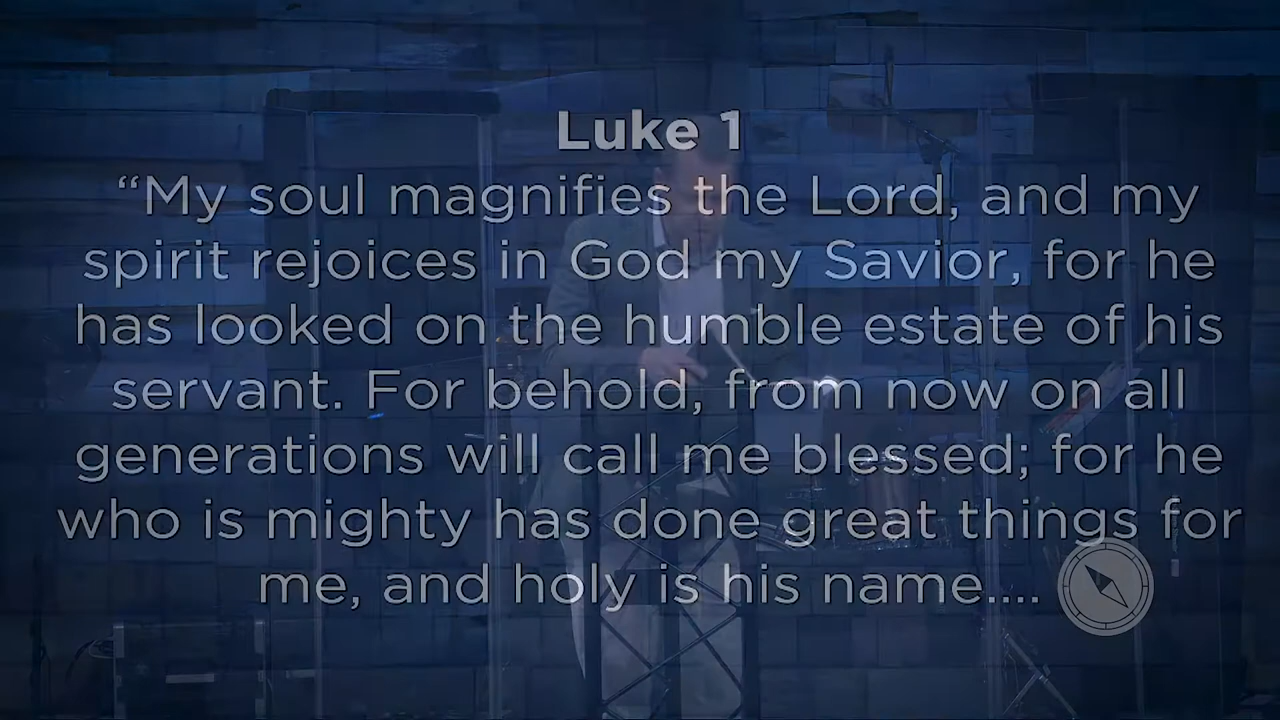 Luke 1
“My soul magnifies the Lord, and my
spirit rejoices in God my Savior, for he
has looked on the humble estate of his
servant. For behold, from now on all
generations will call me blessed; for he
who is mighty has done great things for
me, and holy is his name....